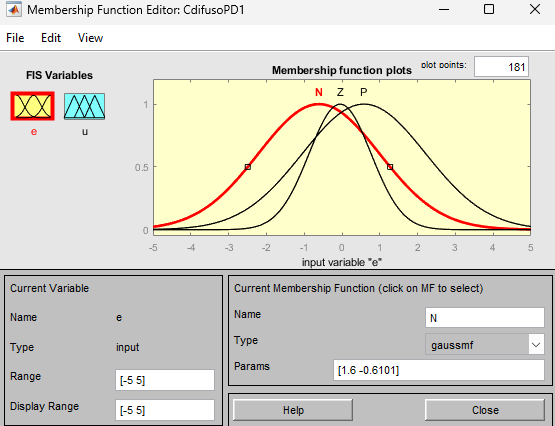 Membership Function Editor: CdifusoPD1
File Edit View
FIS Variables
e
u
Membership function plots
plot points:
181
N Z P
1
0.5
0
-5 -4 -3 -2 -1 0 1 2 3 4 5
input variable "e"
Current Variable
Name e
Type input
Range [-5 5]
Display Range [-5 5]
Current Membership Function (click on MF to select)
Name N
Type gaussmf
Params [1.6 -0.6101]
Help Close